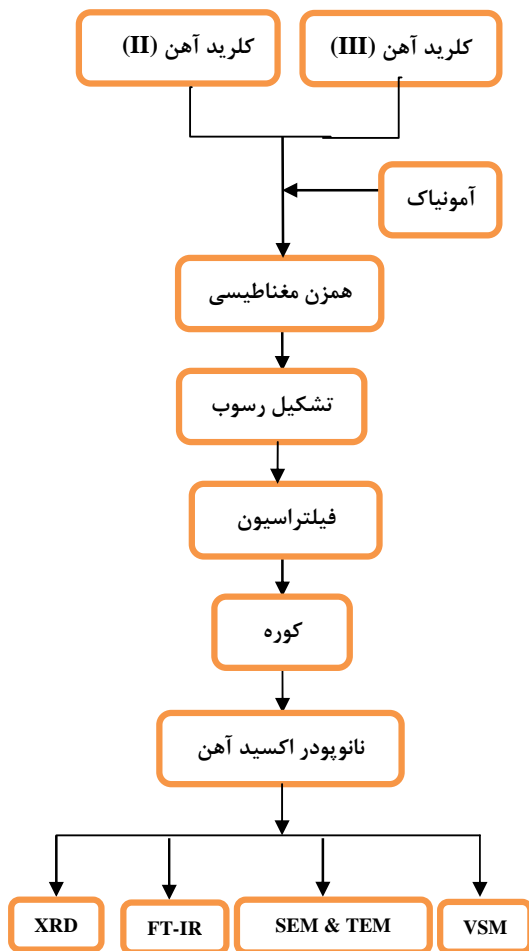 کلرید آهن (III)
کلرید آهن (II)
آمونیاک
همزن مغناطیسی
تشکیل رسوب
فیلتراسیون
کوره
نانوپودر اکسید آهن
XRD
FT-IR
SEM & TEM
VSM